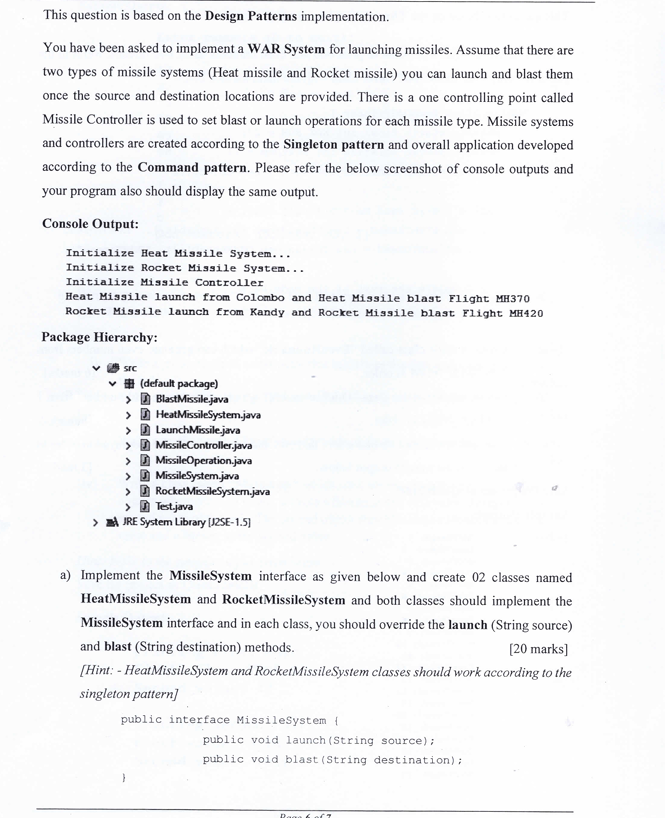 This question is based on the Design Patterns implementation.
You have been asked to implement a WAR System for launching missiles. Assume that there are
two types of missile systems (Heat missile and Rocket missile) you can launch and blast them
once the source and destination locations are provided. There is a one controlling point called
Missile Controller is used to set blast or launch operations for each missile type. Missile systems
and controllers are created according to the Singleton pattern and overall application developed
according to the Command pattern. Please refer the below screenshot of console outputs and
your program also should display the same output.
Console Output:
Initialize Heat Missile System...
Initialize Rocket Missile System...
Initialize Missile Controller
Heat Missile launch from Colombo and Heat Missile blast Flight MH370
Rocket Missile launch from Kandy and Rocket Missile blast Flight MH420
Package Hierarchy:
src
(default package)
BlastMissile.java
HeatMissileSystem.java
LaunchMissile.java
MissileController.java
MissileOperation.java
MissileSystem.java
RocketMissileSystem.java
Test.java
JRE System Library [J2SE-1.5]
a) Implement the MissileSystem interface as given below and create 02 classes named
HeatMissileSystem and RocketMissileSystem and both classes should implement the
MissileSystem interface and in each class, you should override the launch (String source)
and blast (String destination) methods. [20 marks]
[Hint: - HeatMissileSystem and RocketMissileSystem classes should work according to the
singleton pattern]
public interface MissileSystem {
public void launch(String source);
public void blast(String destination);
}
Page 6 of 7